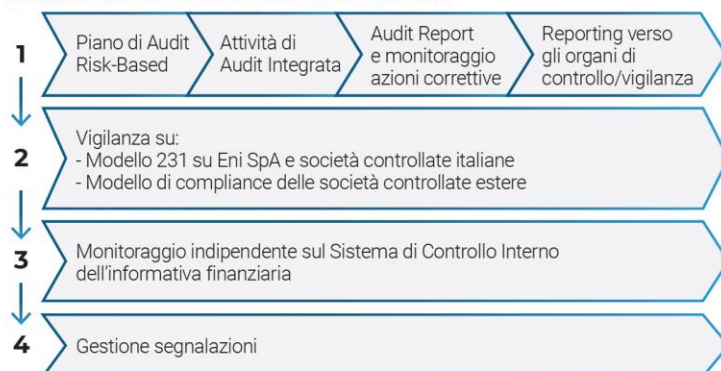 1
Piano di Audit
Risk-Based
Attività di
Audit Integrata
Audit Report
e monitoraggio
azioni correttive
Reporting verso
gli organi di
controllo/vigilanza
2
Vigilanza su:
- Modello 231 su Eni SpA e società controllate italiane
- Modello di compliance delle società controllate estere
3
Monitoraggio indipendente sul Sistema di Controllo Interno
dell'informativa finanziaria
4
Gestione segnalazioni